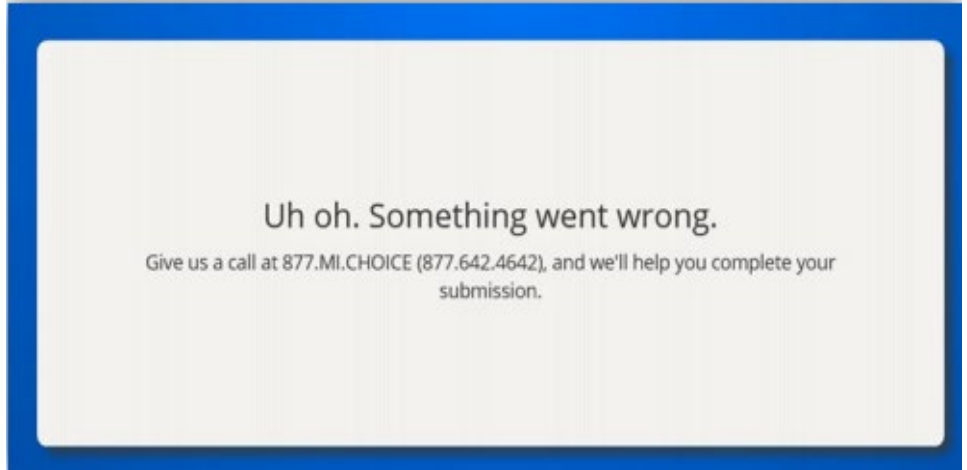 Uh oh. Something went wrong.
Give us a call at 877.MI.CHOICE (877.642.4642), and we'll help you complete your
submission.